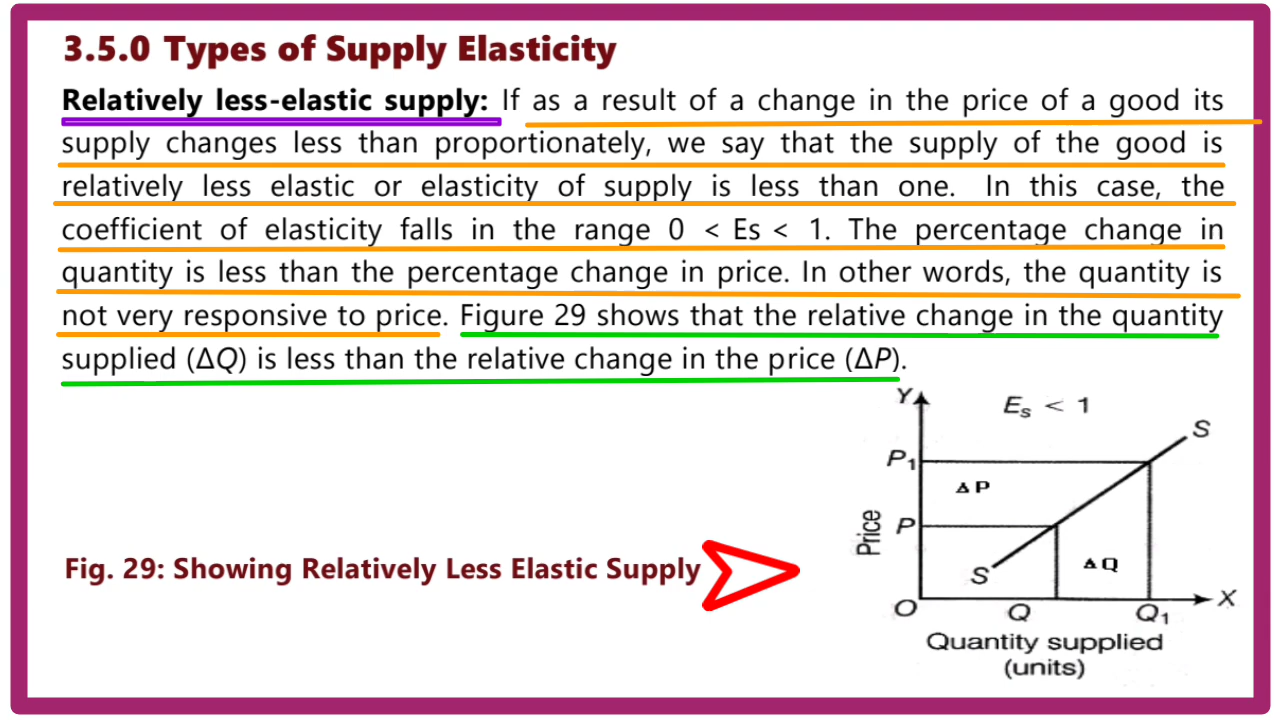 3.5.0 Types of Supply Elasticity
Relatively less-elastic supply: If as a result of a change in the price of a good its
supply changes less than proportionately, we say that the supply of the good is
relatively less elastic or elasticity of supply is less than one. In this case, the
coefficient of elasticity falls in the range 0 < Es < 1. The percentage change in
quantity is less than the percentage change in price. In other words, the quantity is
not very responsive to price. Figure 29 shows that the relative change in the quantity
supplied (ΔQ) is less than the relative change in the price (ΔP).
Y
Es < 1
S
P1
ΔP
Price
P
Fig. 29: Showing Relatively Less Elastic Supply
S
ΔQ
O
Q
Q1
X
Quantity supplied
(units)